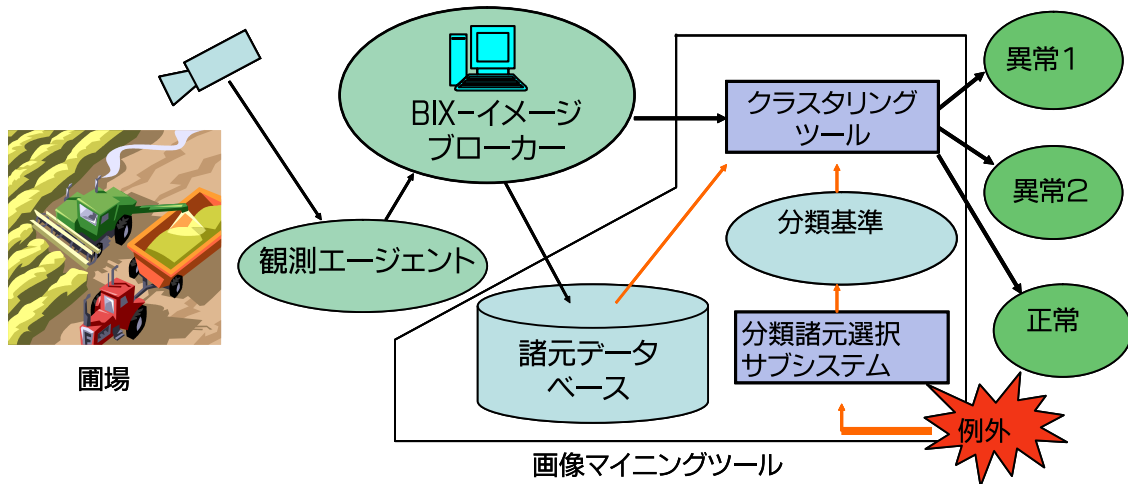 BIX-イメージ
ブローカー
観測エージェント
圃場
クラスタリング
ツール
分類基準
分類諸元選択
サブシステム
諸元データ
ベース
異常1
異常2
正常
例外
画像マイニングツール